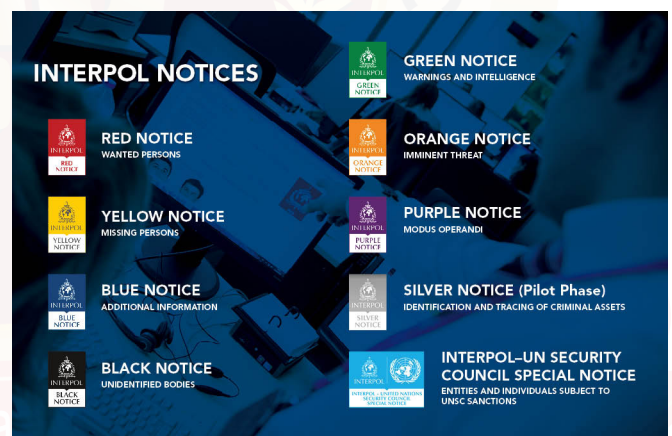 INTERPOL NOTICES
RED NOTICE
WANTED PERSONS
INTERPOL
RED
NOTICE
YELLOW NOTICE
MISSING PERSONS
INTERPOL
YELLOW
NOTICE
BLUE NOTICE
ADDITIONAL INFORMATION
INTERPOL
BLUE
NOTICE
BLACK NOTICE
UNIDENTIFIED BODIES
INTERPOL
BLACK
NOTICE
GREEN NOTICE
WARNINGS AND INTELLIGENCE
INTERPOL
GREEN
NOTICE
ORANGE NOTICE
IMMINENT THREAT
INTERPOL
ORANGE
NOTICE
PURPLE NOTICE
MODUS OPERANDI
INTERPOL
PURPLE
NOTICE
SILVER NOTICE (Pilot Phase)
IDENTIFICATION AND TRACING OF CRIMINAL ASSETS
INTERPOL
SILVER
NOTICE
INTERPOL–UN SECURITY
COUNCIL SPECIAL NOTICE
ENTITIES AND INDIVIDUALS SUBJECT TO
UNSC SANCTIONS
INTERPOL
INTERPOL - UNITED NATIONS
SECURITY COUNCIL
SPECIAL NOTICE